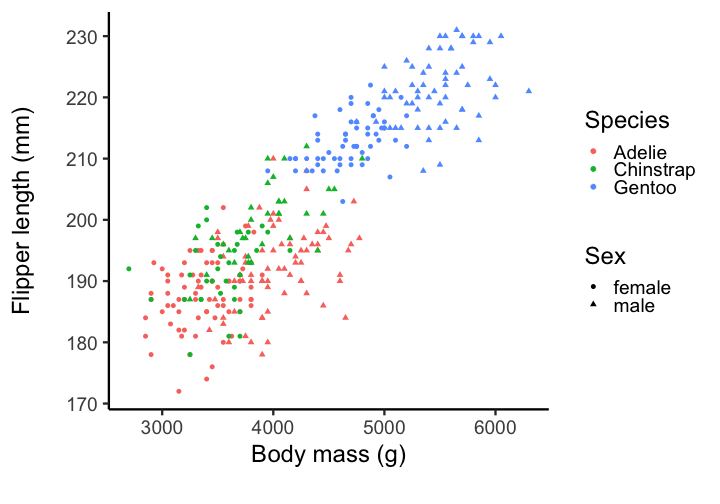 230
220
210
200
190
180
170
3000 4000 5000 6000
Flipper length (mm)
Body mass (g)
Species
Adelie
Chinstrap
Gentoo
Sex
female
male